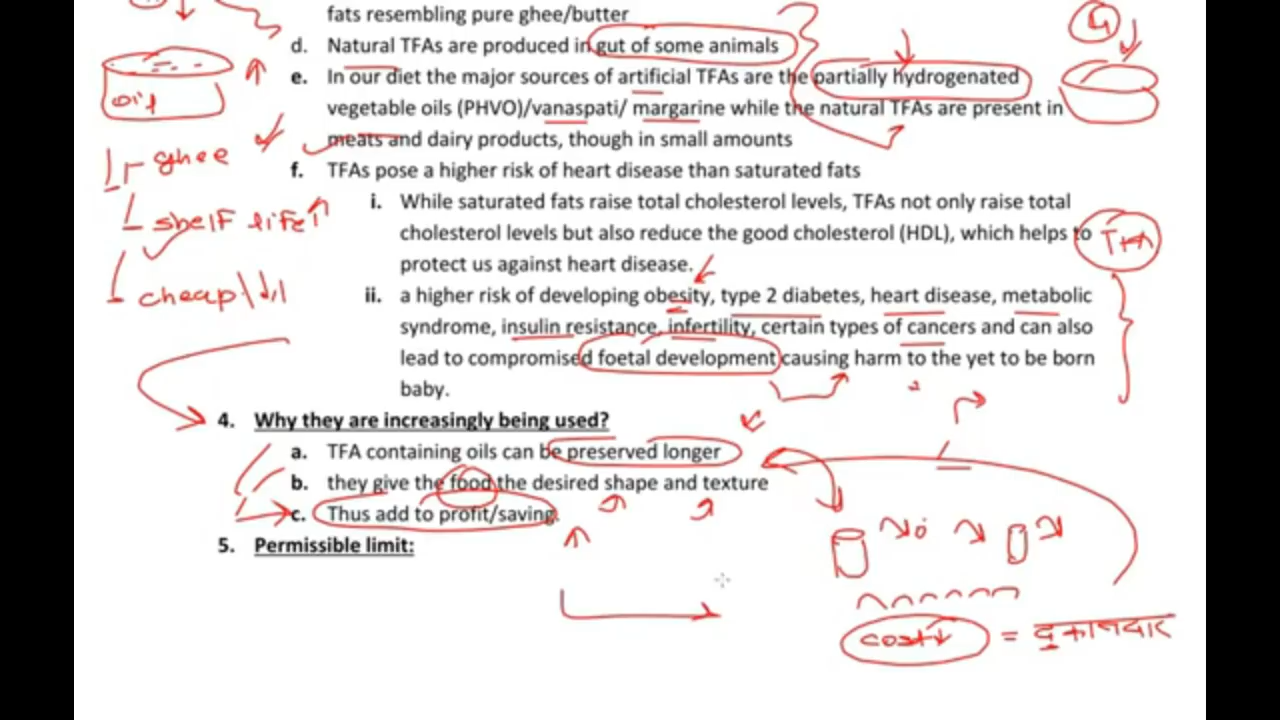 fats resembling pure ghee/butter
d. Natural TFAs are produced in gut of some animals
e. In our diet the major sources of artificial TFAs are the partially hydrogenated
vegetable oils (PHVO)/vanaspati/ margarine while the natural TFAs are present in
meats and dairy products, though in small amounts
f. TFAs pose a higher risk of heart disease than saturated fats
i. While saturated fats raise total cholesterol levels, TFAs not only raise total
cholesterol levels but also reduce the good cholesterol (HDL), which helps to
protect us against heart disease.
ii. a higher risk of developing obesity, type 2 diabetes, heart disease, metabolic
syndrome, insulin resistance, infertility, certain types of cancers and can also
lead to compromised foetal development causing harm to the yet to be born
baby.
4. Why they are increasingly being used?
a. TFA containing oils can be preserved longer
b. they give the food the desired shape and texture
c. Thus add to profit/saving.
5. Permissible limit:
oil
ghee
shelf life↑
cheap
TFA
cost↓ = दुकानदार